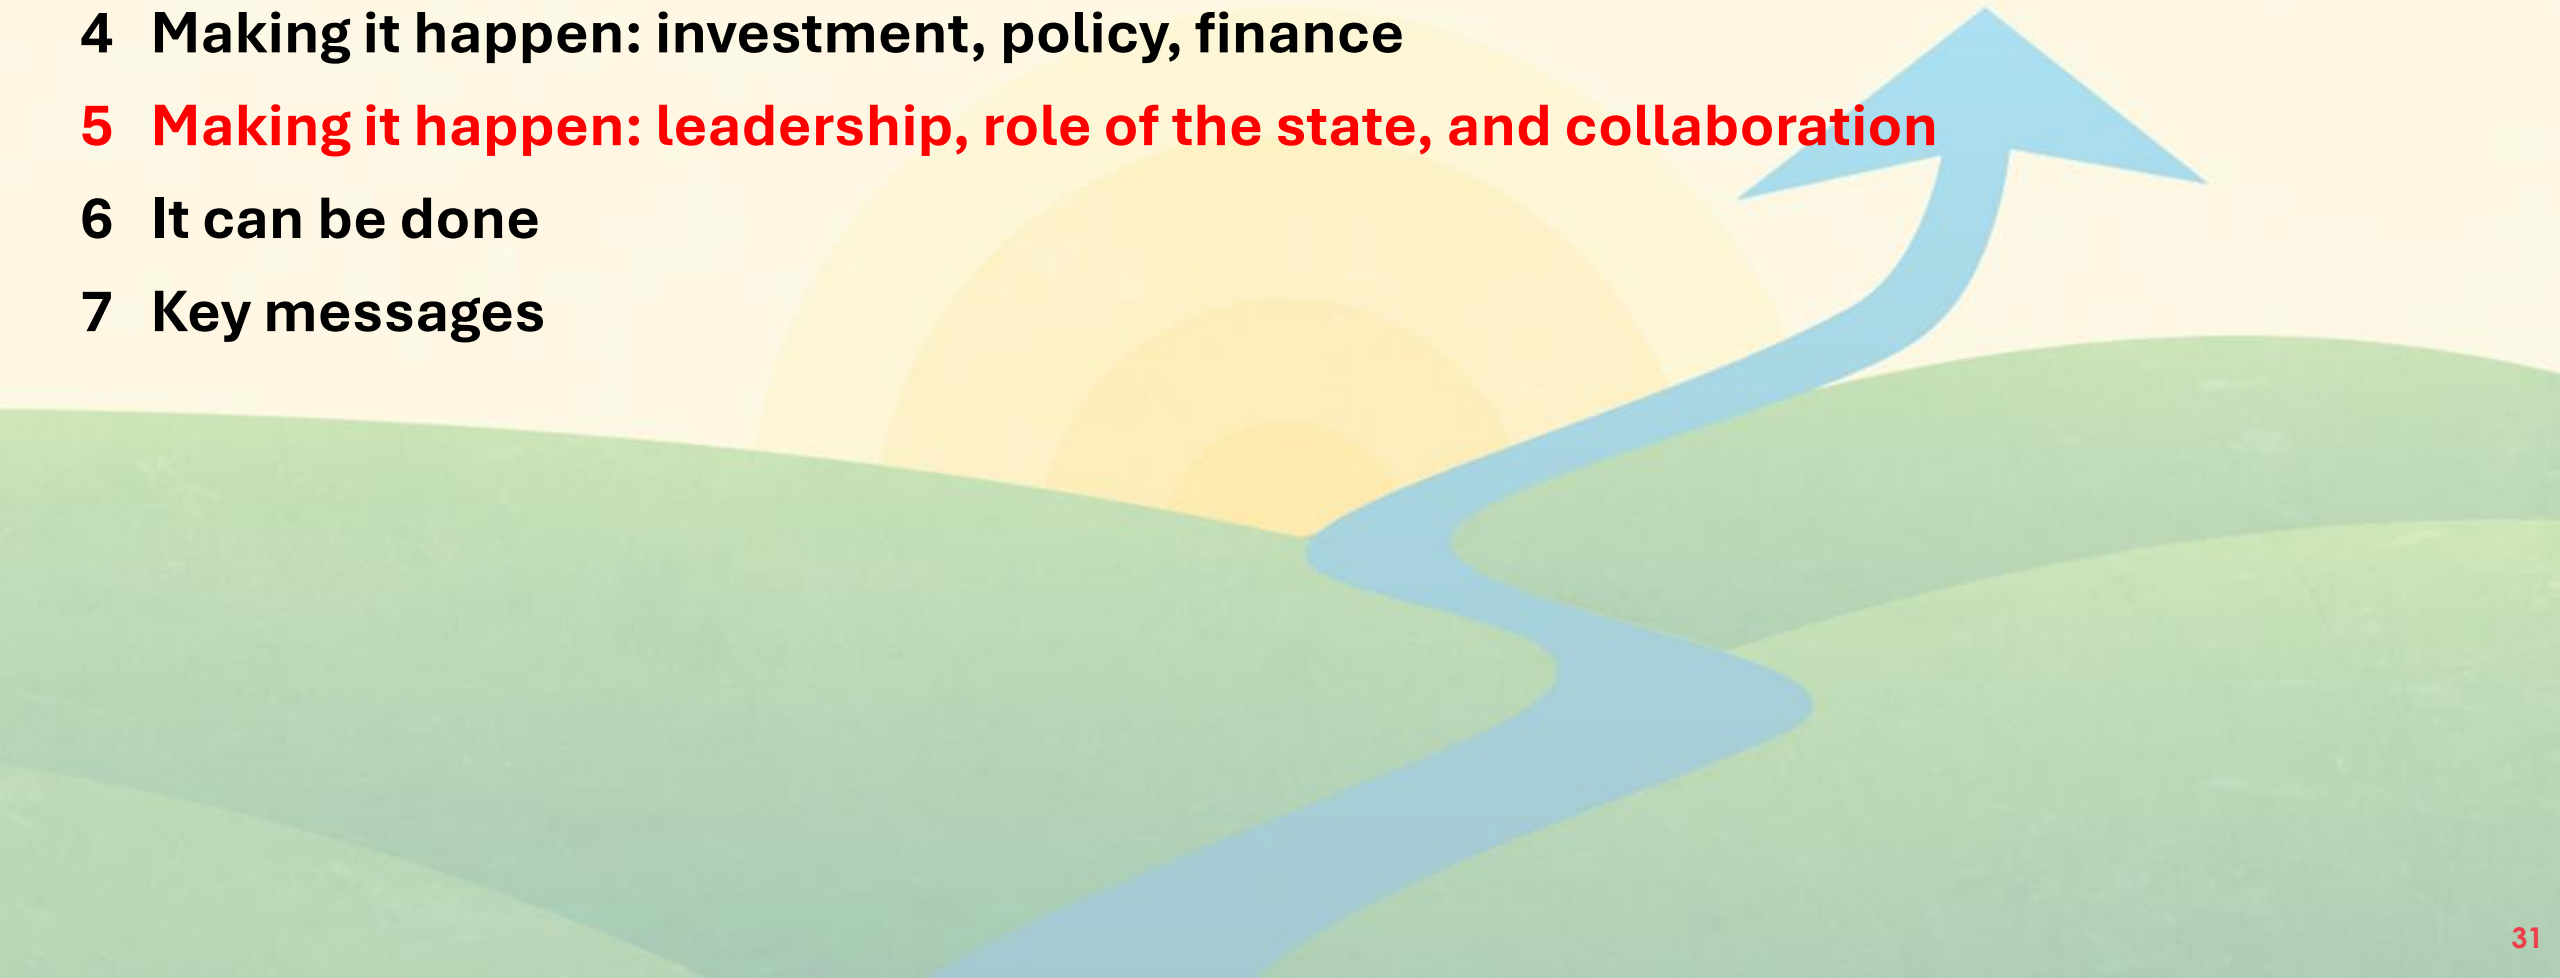 4 Making it happen: investment, policy, finance
5 Making it happen: leadership, role of the state, and collaboration
6 It can be done
7 Key messages
31